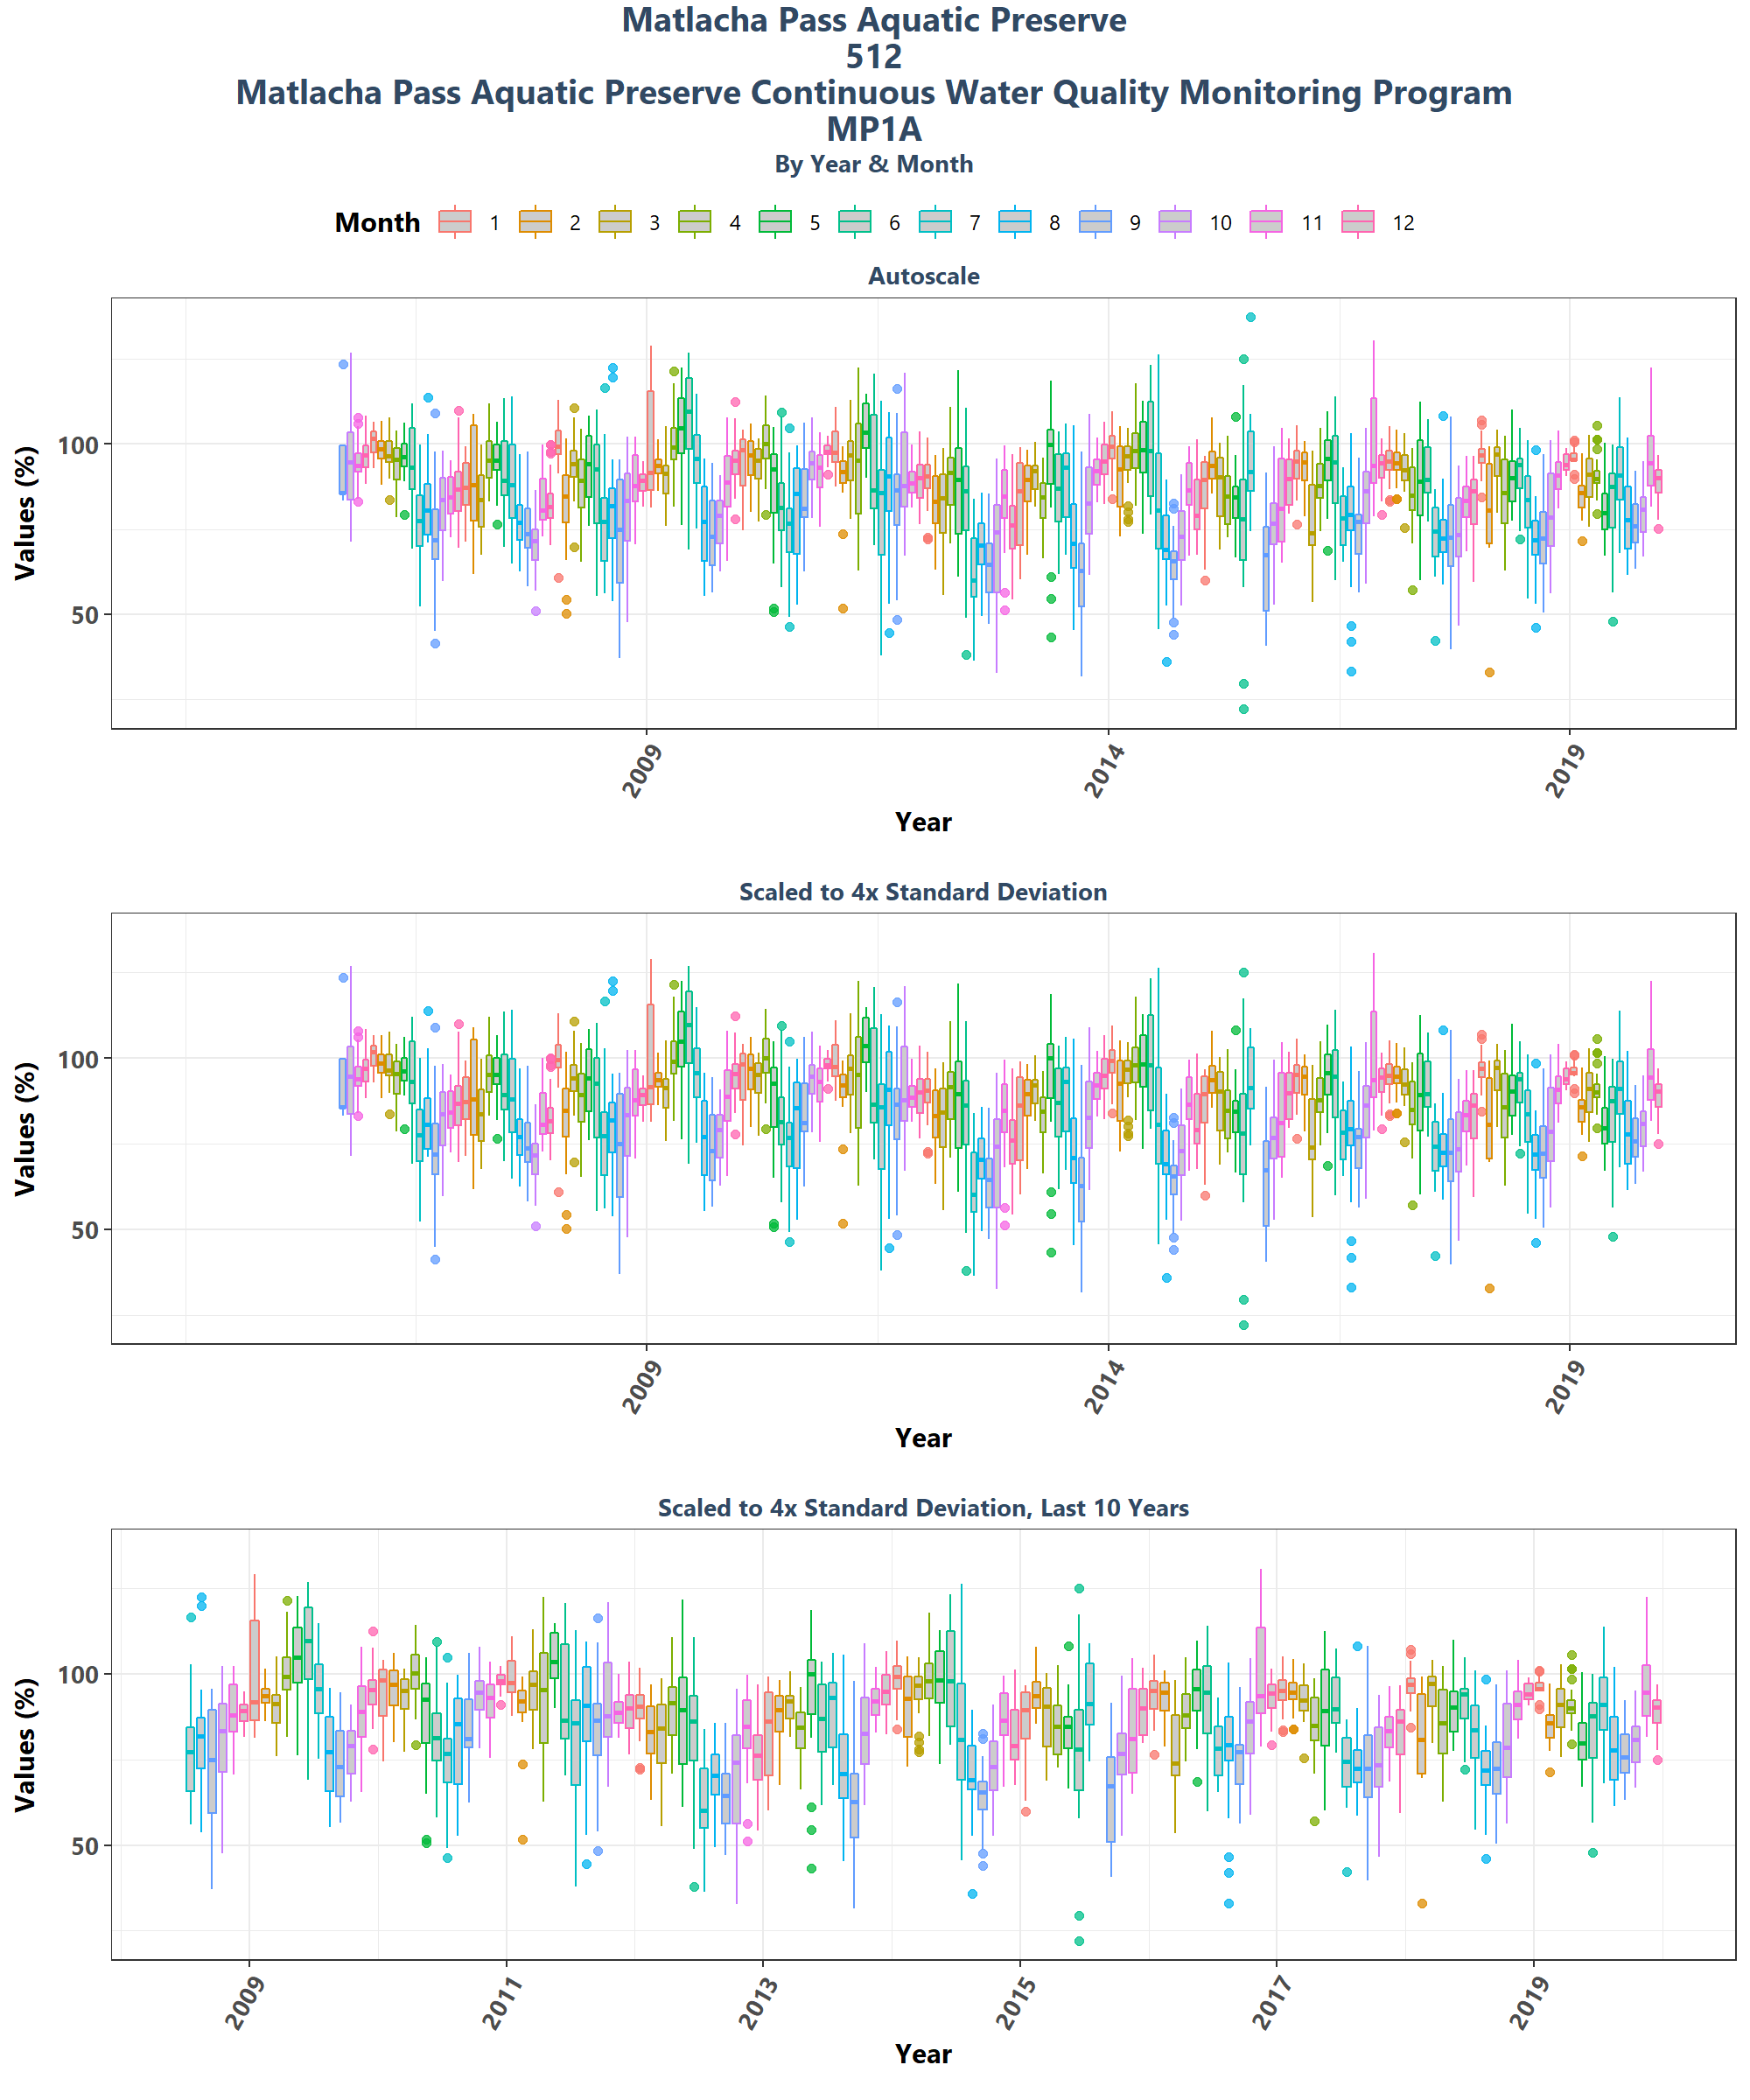 Matlacha Pass Aquatic Preserve
512
Matlacha Pass Aquatic Preserve Continuous Water Quality Monitoring Program
MP1A
By Year & Month
Month 1 2 3 4 5 6 7 8 9 10 11 12
Autoscale
Values (%)
100
50
2009 2014 2019
Year
Scaled to 4x Standard Deviation
Values (%)
100
50
2009 2014 2019
Year
Scaled to 4x Standard Deviation, Last 10 Years
Values (%)
100
50
2009 2011 2013 2015 2017 2019
Year